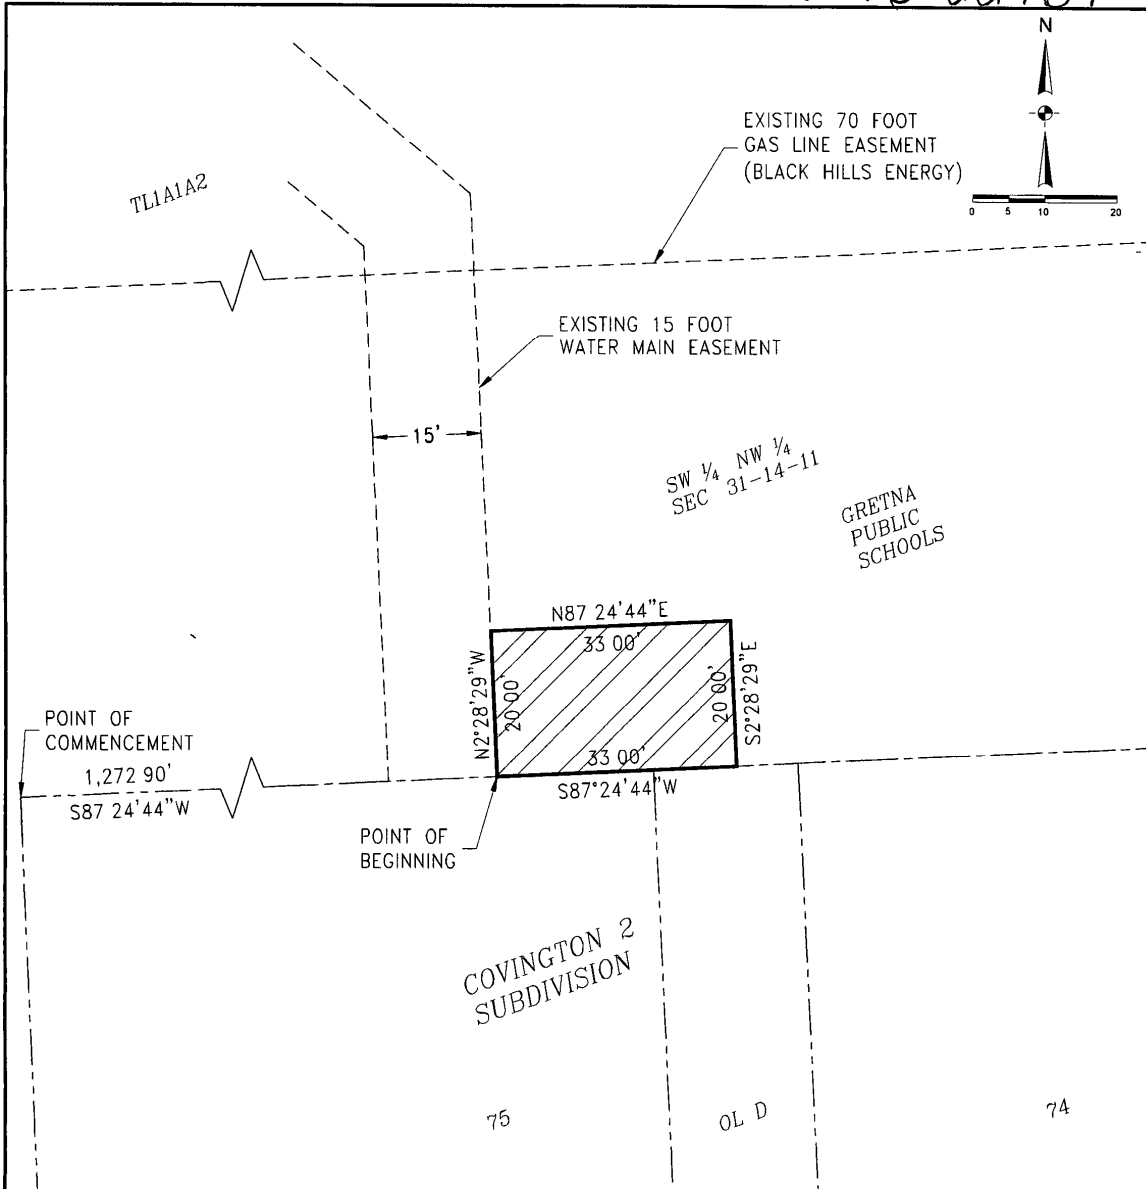 N
EXISTING 70 FOOT
GAS LINE EASEMENT
(BLACK HILLS ENERGY)
TL1A1A2
0 5 10 20
EXISTING 15 FOOT
WATER MAIN EASEMENT
15'
SW ¼ NW ¼
SEC 31-14-11
GRETNA
PUBLIC
SCHOOLS
N87 24'44"E
33 00'
N2°28'29"W
20 00'
20 00'
S2°28'29"E
33 00'
S87°24'44"W
POINT OF
COMMENCEMENT
1,272 90'
S87 24'44"W
POINT OF
BEGINNING
COVINGTON 2
SUBDIVISION
75
OL D
74